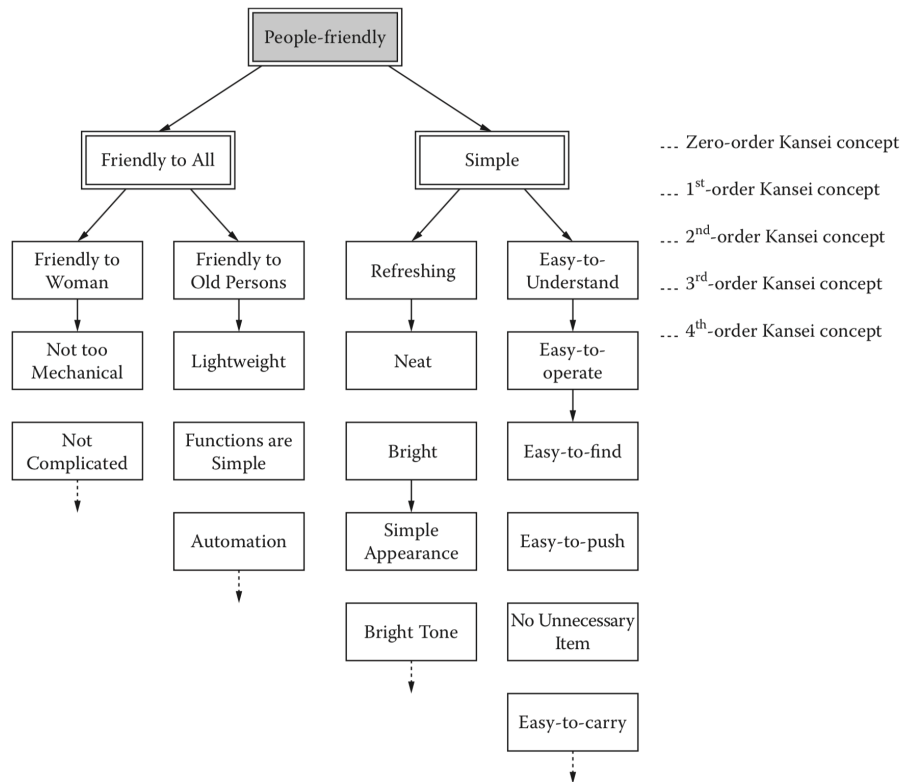 People-friendly
Friendly to All
Simple
--- Zero-order Kansei concept
--- 1st-order Kansei concept
--- 2nd-order Kansei concept
--- 3rd-order Kansei concept
--- 4th-order Kansei concept
Friendly to
Woman
Friendly to
Old Persons
Refreshing
Easy-to-
Understand
Not too
Mechanical
Lightweight
Neat
Easy-to-
operate
Not
Complicated
Functions are
Simple
Bright
Easy-to-find
Automation
Simple
Appearance
Easy-to-push
Bright Tone
No Unnecessary
Item
Easy-to-carry